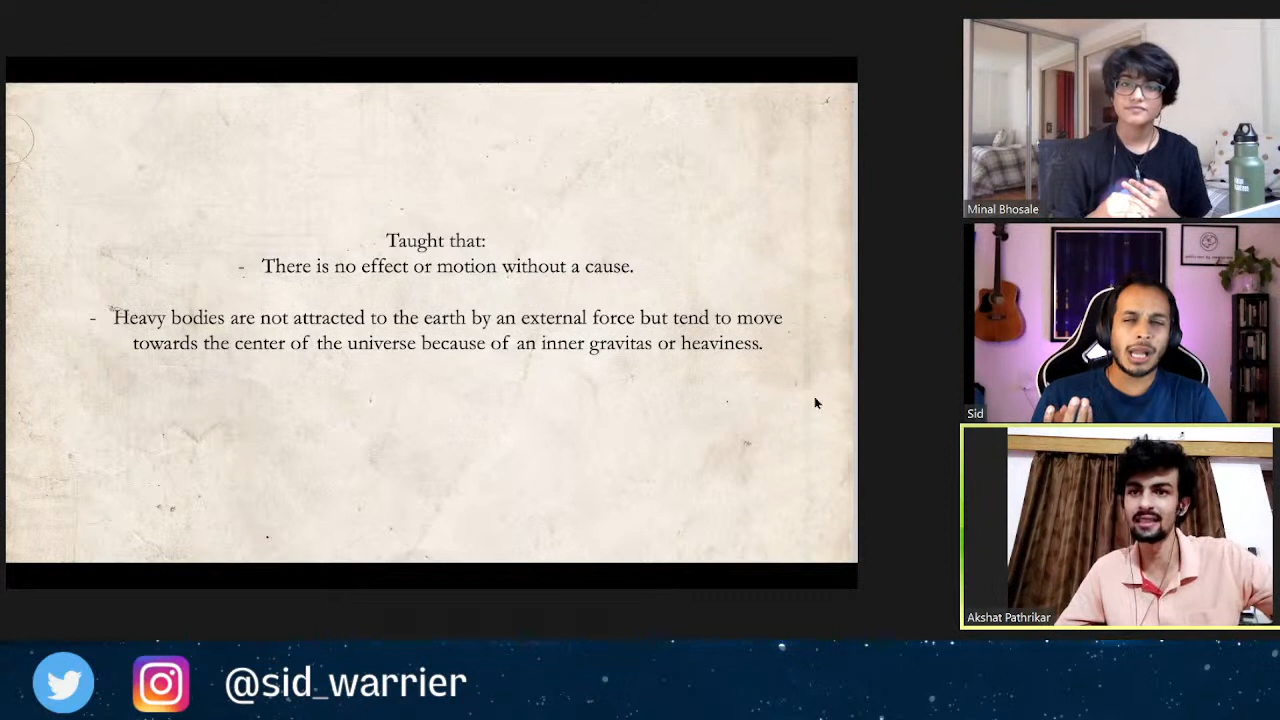 Taught that:
- There is no effect or motion without a cause.
- Heavy bodies are not attracted to the earth by an external force but tend to move
towards the center of the universe because of an inner gravitas or heaviness.
Minal Bhosale
Sid
Akshat Pathrikar
@sid_warrier